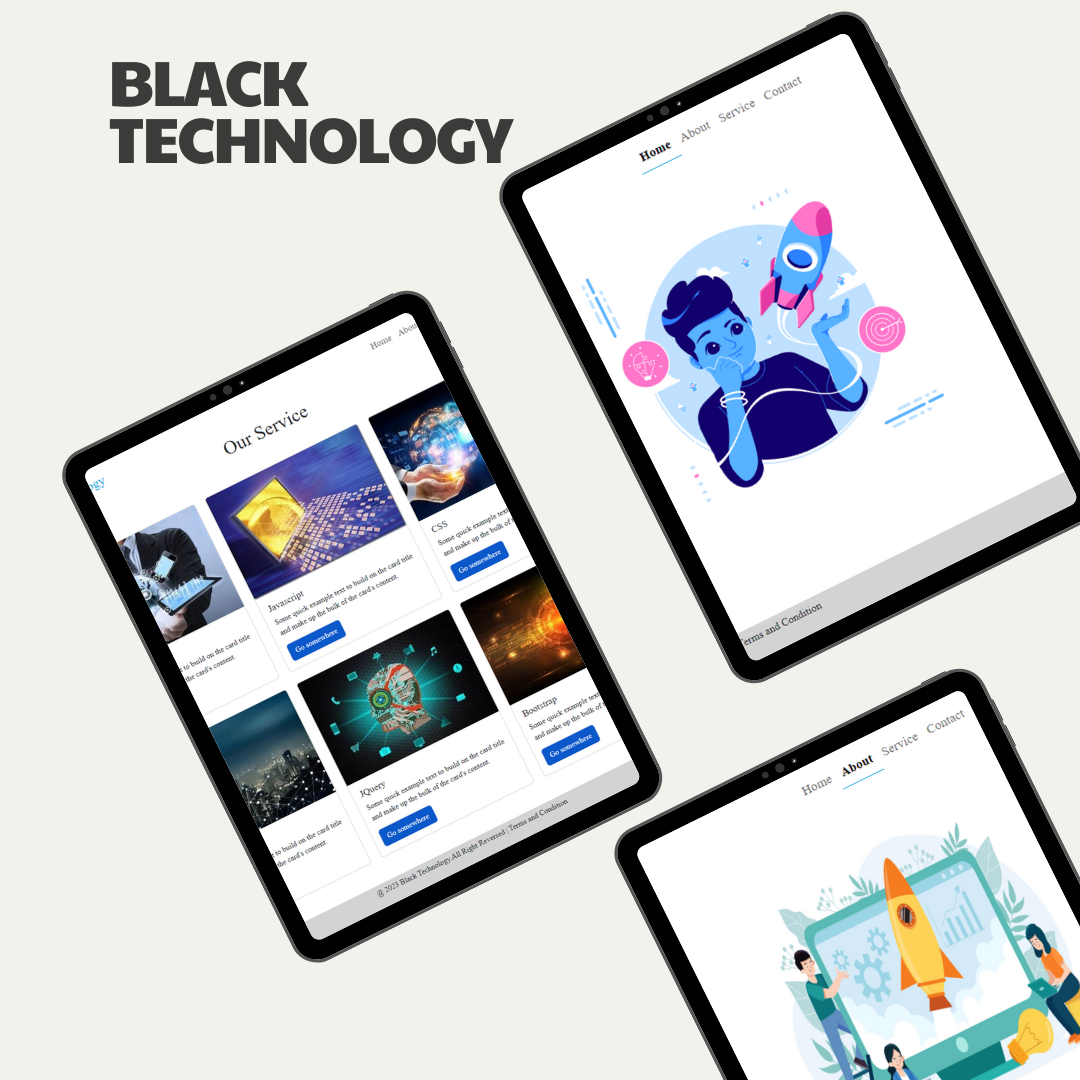 BLACK
TECHNOLOGY
Home About Service Contact
Terms and Condition
Home About
ogy
Our Service
to build on the card title
the card's content.
Javascript
Some quick example text to build on the card title
and make up the bulk of the card's content.
Go somewhere
CSS
Some quick example text
and make up the bulk of
Go somewhere
to build on the card title
the card's content.
JQuery
Some quick example text to build on the card title
and make up the bulk of the card's content.
Go somewhere
Bootstrap
Some quick example text
and make up the bulk of
Go somewhere
@ 2023 Black Technology.All Right Reversed | Terms and Condition
Home About Service Contact